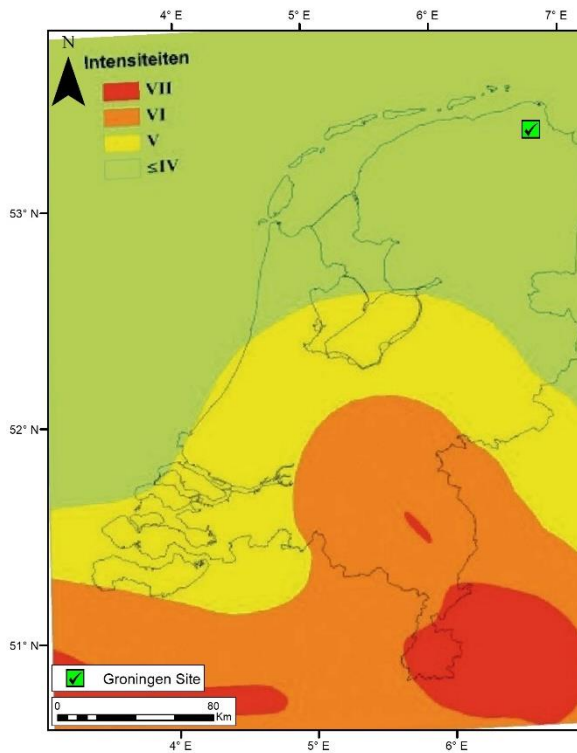 4° E 5° E 6° E 7° E
N
Intensiteiten
VII
VI
V
≤IV
53° N
52° N
51° N
Groningen Site
0 80
Km
4° E 5° E 6° E